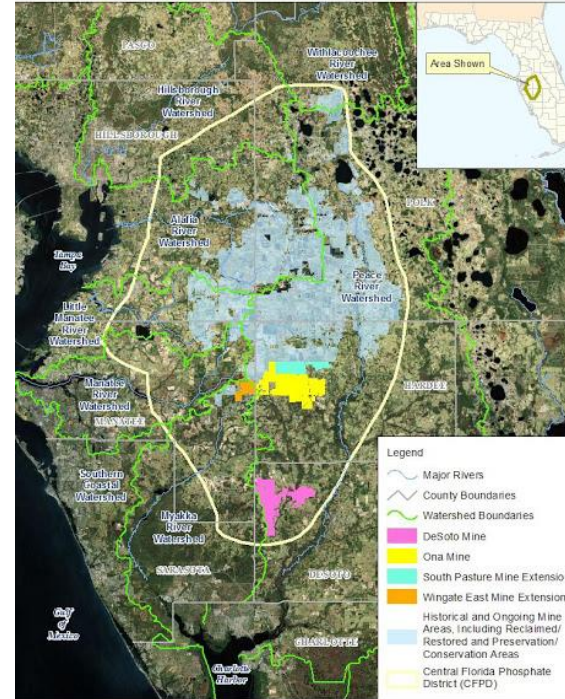 PASCO
Withlacoochee
River
Watershed
Area Shown
Hillsborough
River
Watershed
HILLSBOROUGH
POLK
Alafia
River
Watershed
Tampa
Bay
Peace
River
Watershed
Little
Manatee
River
Watershed
HARDEE
Manatee
River
Watershed
MANATEE
Southern
Coastal
Watershed
Myakka
River
Watershed
SARASOTA
DESOTO
Gulf
of
Mexico
CHARLOTTE
Charlotte
Harbor
Legend
Major Rivers
County Boundaries
Watershed Boundaries
DeSoto Mine
Ona Mine
South Pasture Mine Extensio
Wingate East Mine Extension
Historical and Ongoing Mine
Areas, Including Reclaimed/
Restored and Preservation/
Conservation Areas
Central Florida Phosphate
District (CFPD)